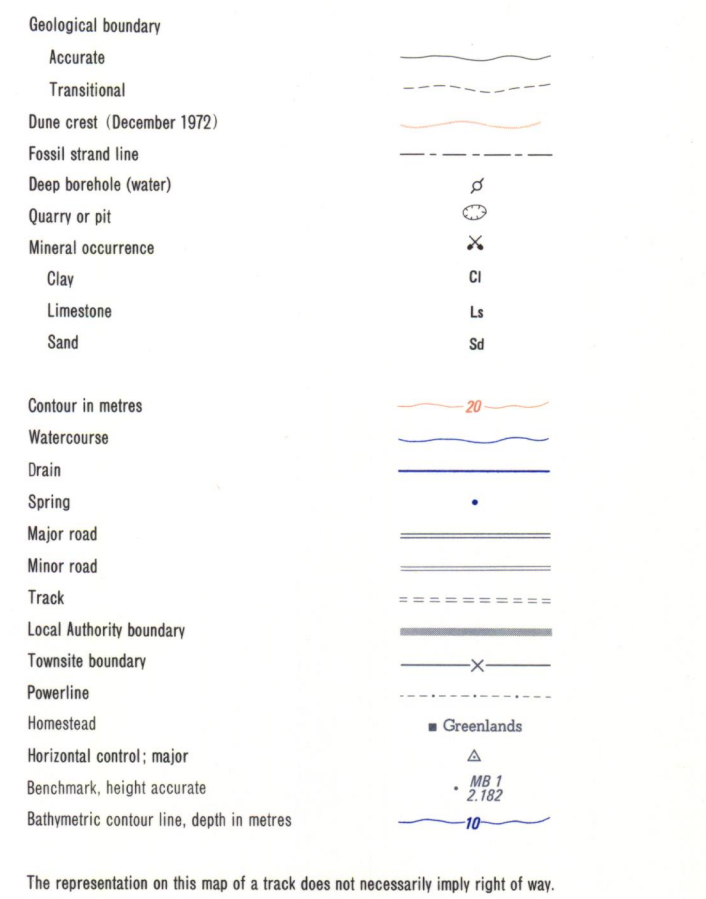 Geological boundary
Accurate
Transitional
Dune crest (December 1972)
Fossil strand line
Deep borehole (water)
Quarry or pit
Mineral occurrence
Clay Cl
Limestone Ls
Sand Sd
Contour in metres 20
Watercourse
Drain
Spring
Major road
Minor road
Track
Local Authority boundary
Townsite boundary
Powerline
Homestead Greenlands
Horizontal control; major
Benchmark, height accurate MB 1
2.182
Bathymetric contour line, depth in metres 10
The representation on this map of a track does not necessarily imply right of way.